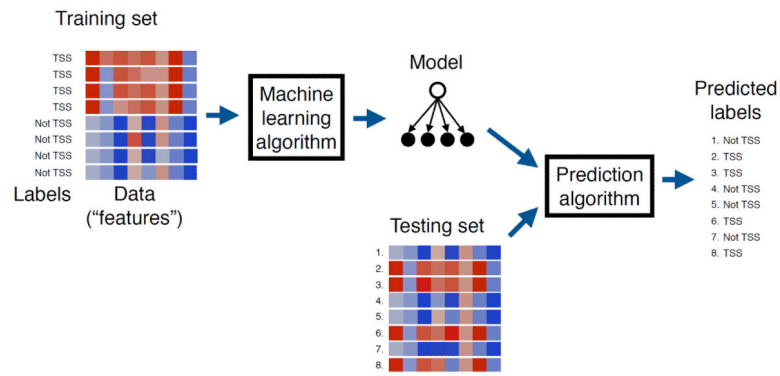 Training set
TSS
TSS
TSS
TSS
Not TSS
Not TSS
Not TSS
Not TSS
Labels
Data
("features")
Machine
learning
algorithm
Model
Testing set
1.
2.
3.
4.
5.
6.
7.
8.
Prediction
algorithm
Predicted
labels
1. Not TSS
2. TSS
3. TSS
4. Not TSS
5. Not TSS
6. TSS
7. Not TSS
8. TSS